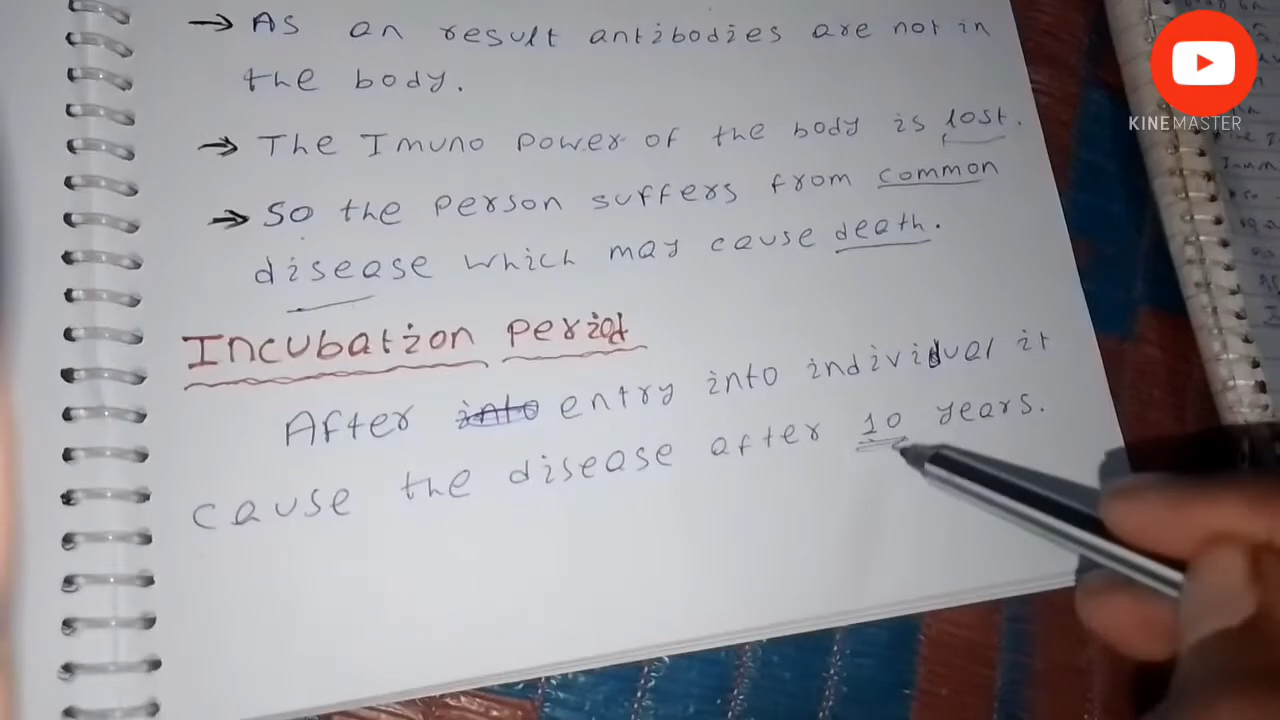 → As an result antibodies are not in
the body.
→ The Imuno Power of the body is lost.
→ So the person suffers from common
disease which may cause death.
Incubation period
After into entry into individual it
cause the disease after 10 years.
KINEMASTER